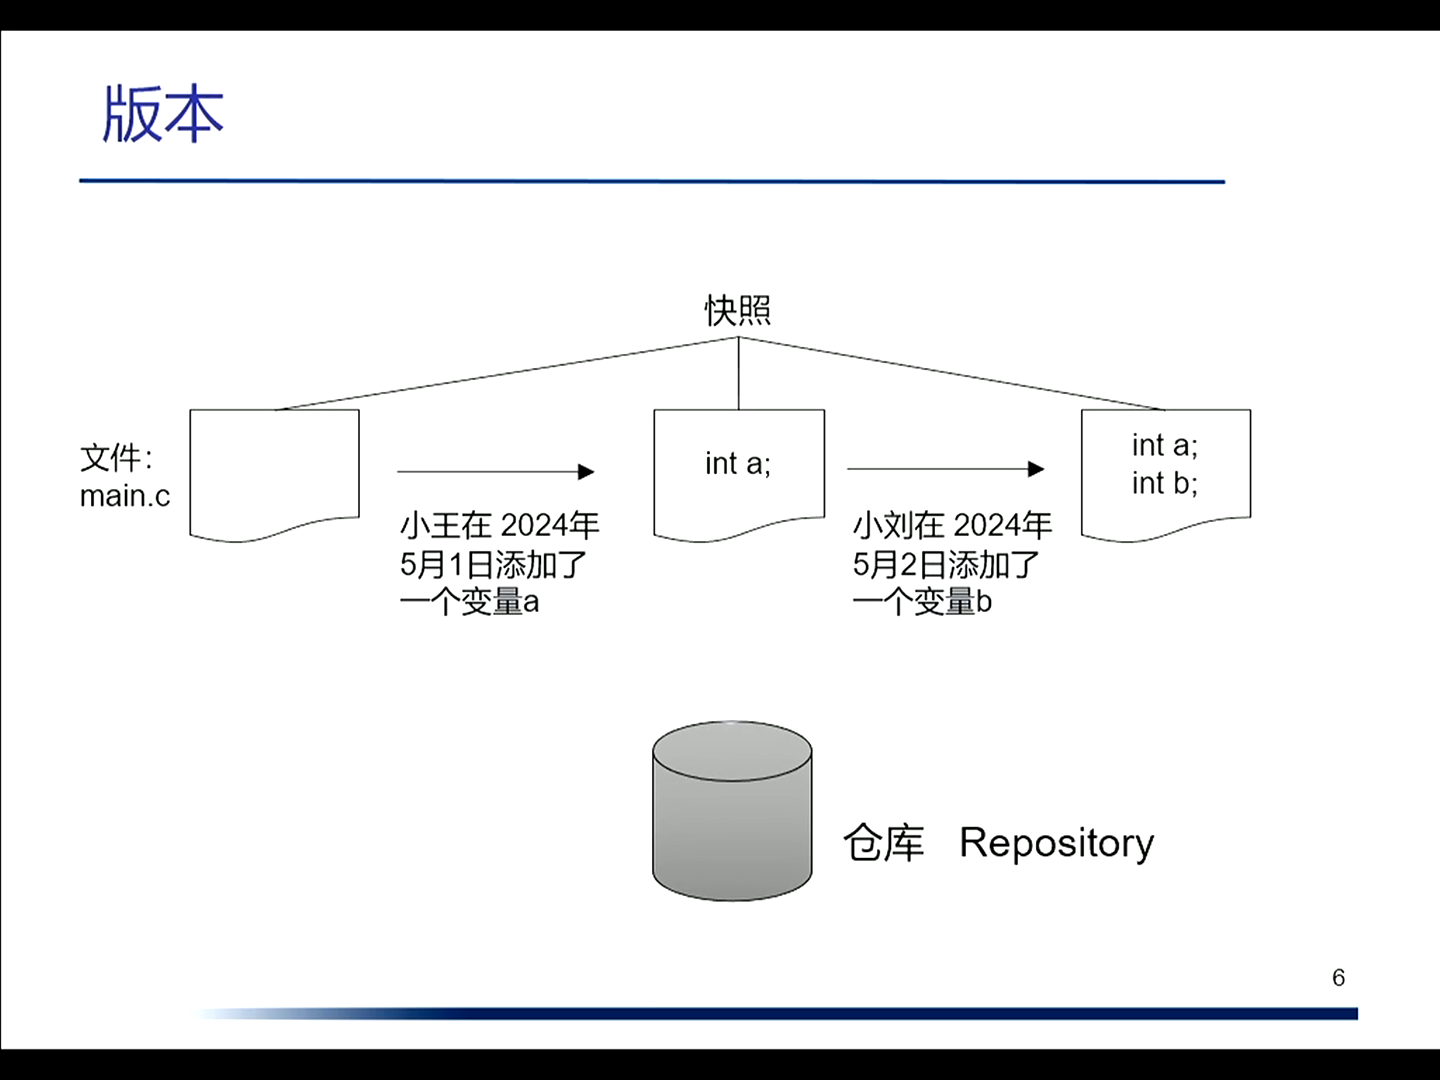 版本
快照
文件：
main.c
int a;
int a;
int b;
小王在 2024年
5月1日添加了
一个变量a
小刘在 2024年
5月2日添加了
一个变量b
仓库 Repository
6